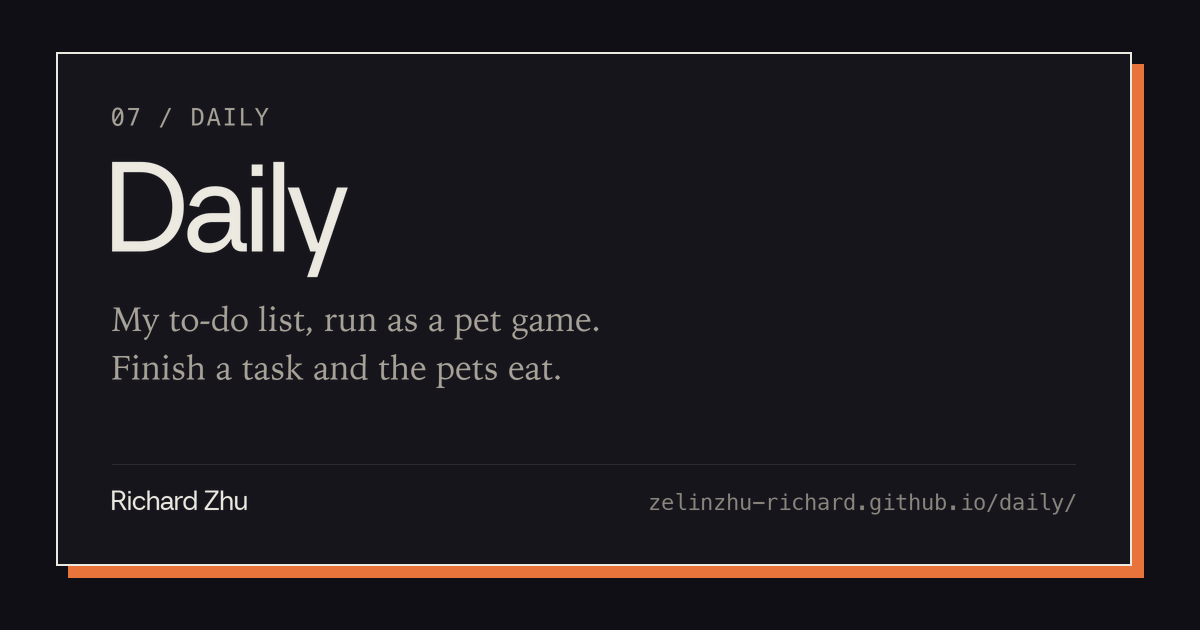 07 / DAILY
Daily
My to-do list, run as a pet game.
Finish a task and the pets eat.
Richard Zhu
zelinzhu-richard.github.io/daily/